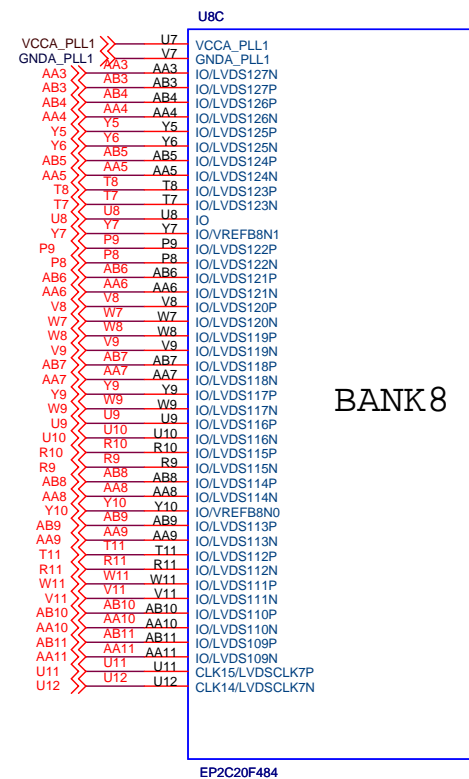 U8C
VCCA_PLL1 U7 VCCA_PLL1
GNDA_PLL1 V7 GNDA_PLL1
AA3 AA3 AA3 IO/LVDS127N
AB3 AB3 AB3 IO/LVDS127P
AB4 AB4 AB4 IO/LVDS126P
AA4 AA4 AA4 IO/LVDS126N
Y5 Y5 Y5 IO/LVDS125P
Y6 Y6 Y6 IO/LVDS125N
AB5 AB5 AB5 IO/LVDS124P
AA5 AA5 AA5 IO/LVDS124N
T8 T8 T8 IO/LVDS123P
T7 T7 T7 IO/LVDS123N
U8 U8 U8 IO
Y7 Y7 Y7 IO/VREFB8N1
P9 P9 P9 IO/LVDS122P
P8 P8 P8 IO/LVDS122N
AB6 AB6 AB6 IO/LVDS121P
AA6 AA6 AA6 IO/LVDS121N
V8 V8 V8 IO/LVDS120P
W7 W7 W7 IO/LVDS120N
W8 W8 W8 IO/LVDS119P
V9 V9 V9 IO/LVDS119N
AB7 AB7 AB7 IO/LVDS118P
AA7 AA7 AA7 IO/LVDS118N
Y9 Y9 Y9 IO/LVDS117P
W9 W9 W9 IO/LVDS117N
BANK8
U9 U9 U9 IO/LVDS116P
U10 U10 U10 IO/LVDS116N
R10 R10 R10 IO/LVDS115P
R9 R9 R9 IO/LVDS115N
AB8 AB8 AB8 IO/LVDS114P
AA8 AA8 AA8 IO/LVDS114N
Y10 Y10 Y10 IO/VREFB8N0
AB9 AB9 AB9 IO/LVDS113P
AA9 AA9 AA9 IO/LVDS113N
T11 T11 T11 IO/LVDS112P
R11 R11 R11 IO/LVDS112N
W11 W11 W11 IO/LVDS111P
V11 V11 V11 IO/LVDS111N
AB10 AB10 AB10 IO/LVDS110P
AA10 AA10 AA10 IO/LVDS110N
AB11 AB11 AB11 IO/LVDS109P
AA11 AA11 AA11 IO/LVDS109N
U11 U11 U11 CLK15/LVDSCLK7P
U12 U12 U12 CLK14/LVDSCLK7N
EP2C20F484